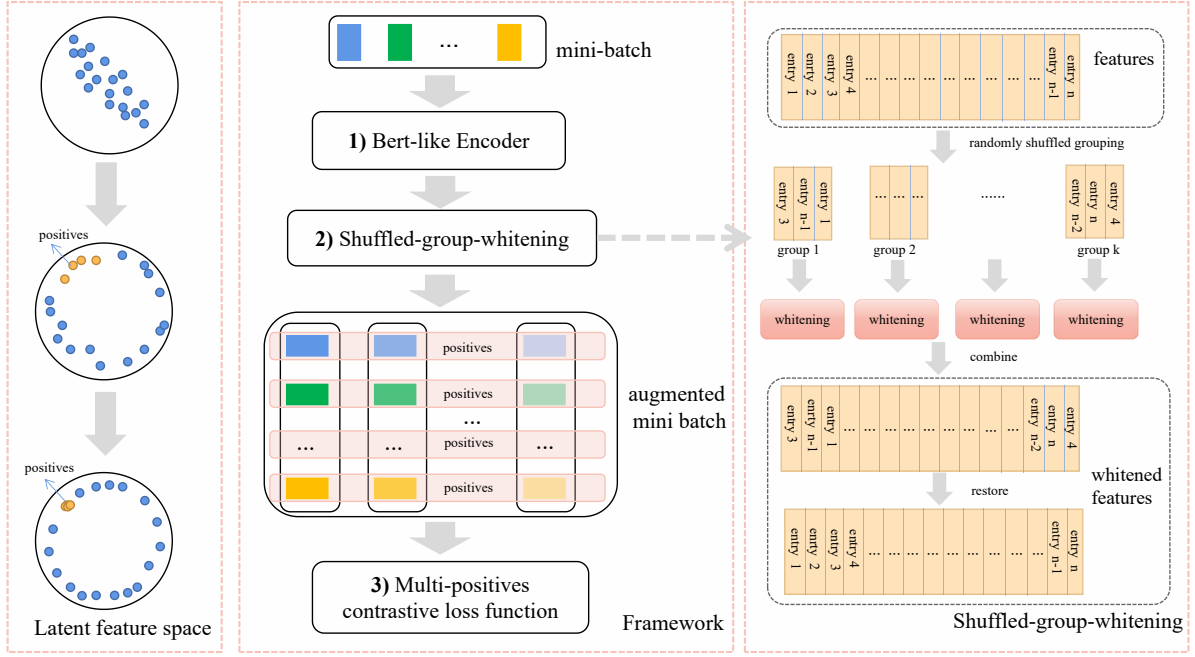 positives
positives
Latent feature space
...
mini-batch
1) Bert-like Encoder
2) Shuffled-group-whitening
positives
positives
...
... positives ...
positives
augmented
mini batch
3) Multi-positives
contrastive loss function
Framework
entry 1
entry 2
entry 3
entry 4
... ... ... ... ... ... ... ... ... ...
entry n-1
entry n
features
randomly shuffled grouping
entry 3
entry n-1
entry 1
... ... ...
......
entry n-2
entry n
entry 4
group 1
group 2
group k
whitening
whitening
whitening
whitening
combine
entry 3
enrty n-1
entry 1
... ... ... ... ... ... ... ... ... ...
entry n-2
entry n
entry 4
restore
whitened
features
entry 1
enrty 2
entry 3
entry 4
... ... ... ... ... ... ... ... ... ...
entry n-1
entry n
Shuffled-group-whitening